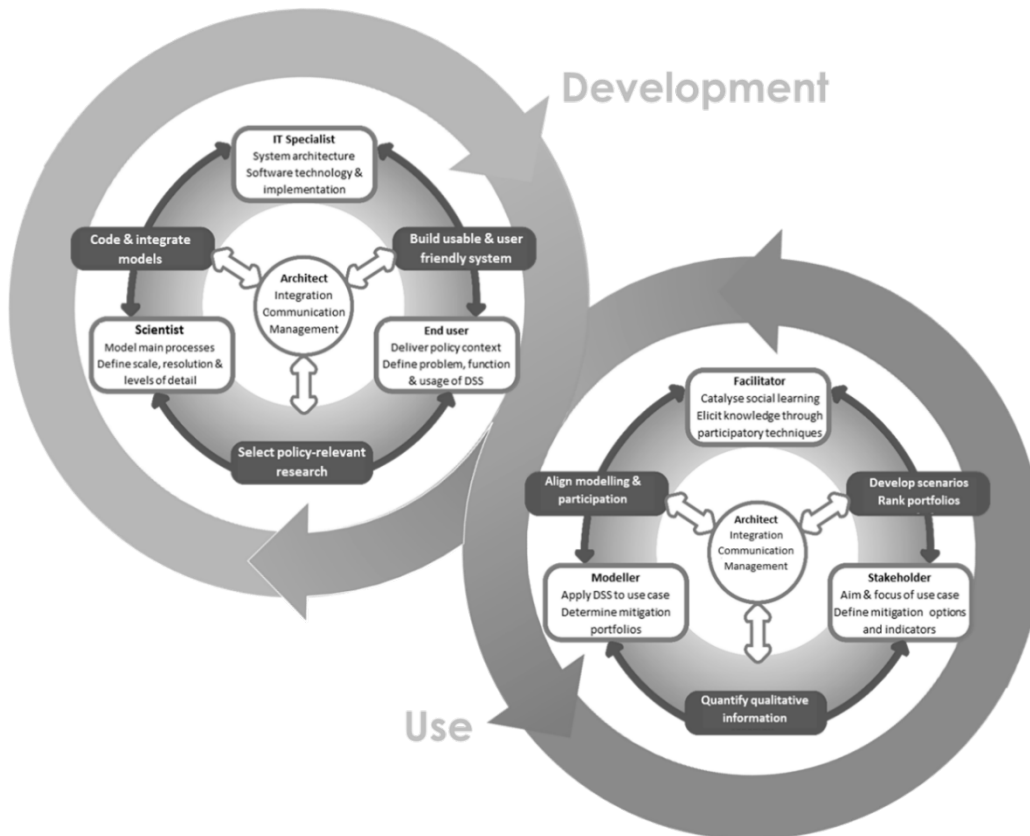 Development
IT Specialist
System architecture
Software technology &
implementation
Code & integrate
models
Build usable & user
friendly system
Architect
Integration
Communication
Management
Scientist
Model main processes
Define scale, resolution &
levels of detail
End user
Deliver policy context
Define problem, function
& usage of DSS
Select policy-relevant
research
Facilitator
Catalyse social learning
Elicit knowledge through
participatory techniques
Align modelling &
participation
Develop scenarios
Rank portfolios
Architect
Integration
Communication
Management
Modeller
Apply DSS to use case
Determine mitigation
portfolios
Stakeholder
Aim & focus of use case
Define mitigation options
and indicators
Quantify qualitative
information
Use